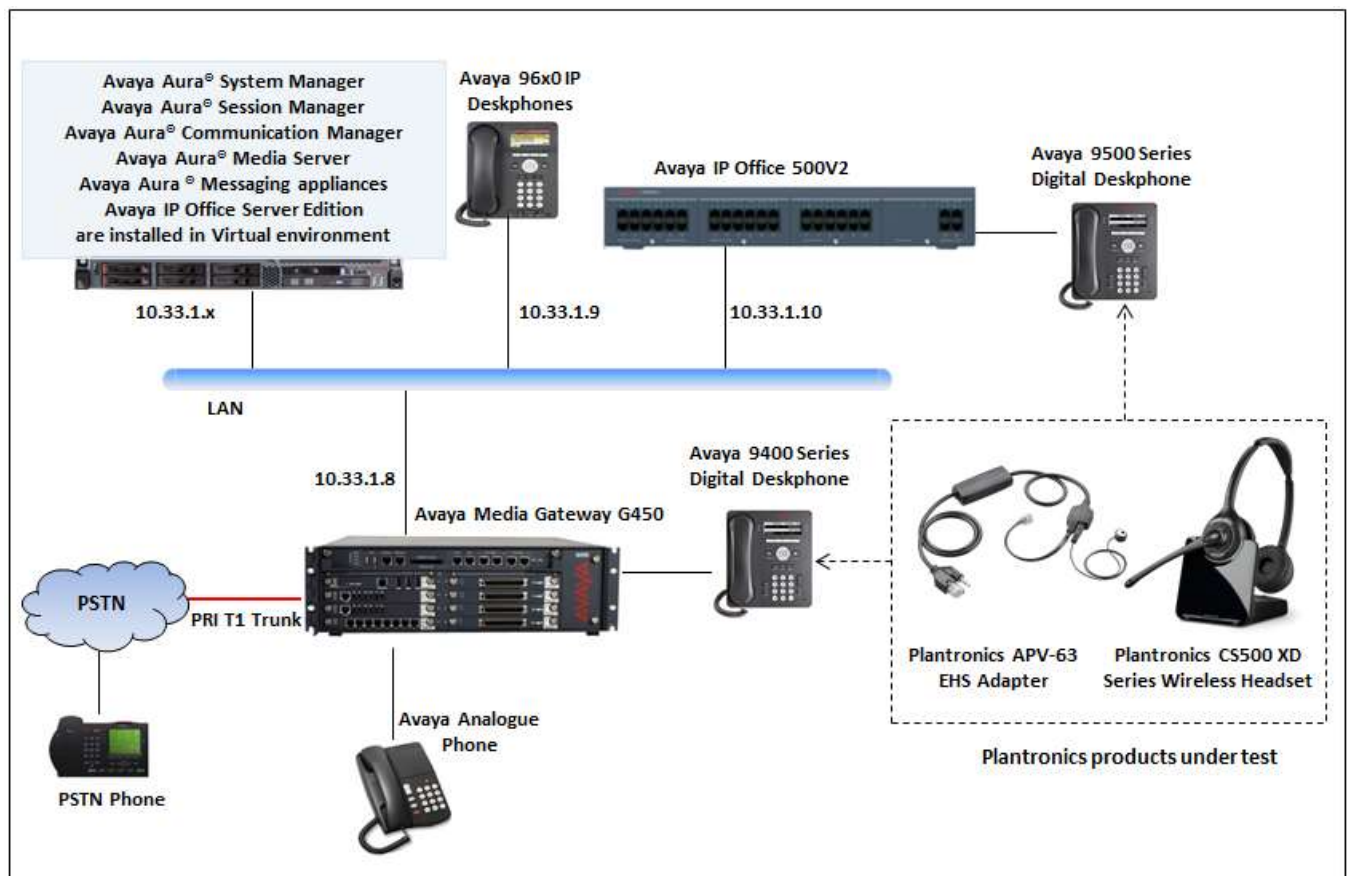 Avaya Aura® System Manager
Avaya Aura® Session Manager
Avaya Aura® Communication Manager
Avaya Aura® Media Server
Avaya Aura ® Messaging appliances
Avaya IP Office Server Edition
are installed in Virtual environment
Avaya 96x0 IP
Deskphones
Avaya IP Office 500V2
Avaya 9500 Series
Digital Deskphone
10.33.1.x
10.33.1.9
10.33.1.10
LAN
10.33.1.8
Avaya 9400 Series
Digital Deskphone
Avaya Media Gateway G450
AVAYA
PSTN
PRI T1 Trunk
Plantronics APV-63
EHS Adapter
Plantronics CS500 XD
Series Wireless Headset
Avaya Analogue
Phone
PSTN Phone
Plantronics products under test